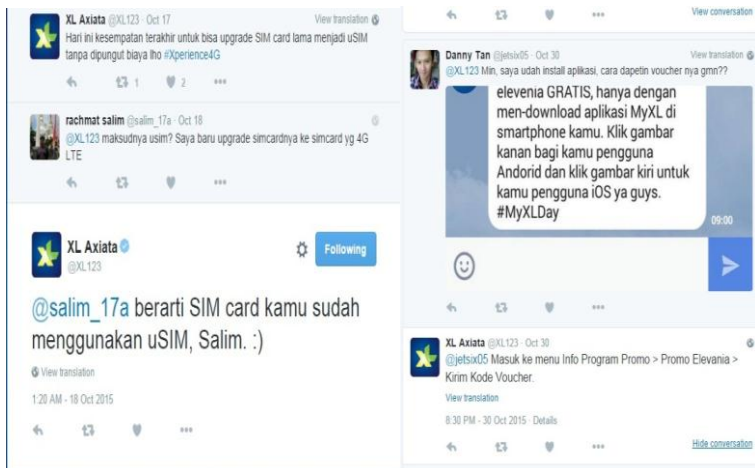 XL Axiata @XL123 · Oct 17
View translation
Hari ini kesempatan terakhir untuk bisa upgrade SIM card lama menjadi uSIM
tanpa dipungut biaya lho #Xperience4G
1
2
rachmat salim @salim_17a · Oct 18
@XL123 maksudnya usim? Saya baru upgrade simcardnya ke simcard yg 4G
LTE
XL Axiata
@XL123
Following
@salim_17a berarti SIM card kamu sudah
menggunakan uSIM, Salim. :)
View translation
1:20 AM - 18 Oct 2015
View conversation
Danny Tan @jetsix05 · Oct 30
View translation
@XL123 Min, saya udah install aplikasi, cara dapetin voucher nya gmn??
elevenia GRATIS, hanya dengan
men-download aplikasi MyXL di
smartphone kamu. Klik gambar
kanan bagi kamu pengguna
Andorid dan klik gambar kiri untuk
kamu pengguna iOS ya guys.
#MyXLDay
09:00
XL Axiata @XL123 · Oct 30
@jetsix05 Masuk ke menu Info Program Promo > Promo Elevania >
Kirim Kode Voucher.
View translation
8:30 PM - 30 Oct 2015 · Details
Hide conversation